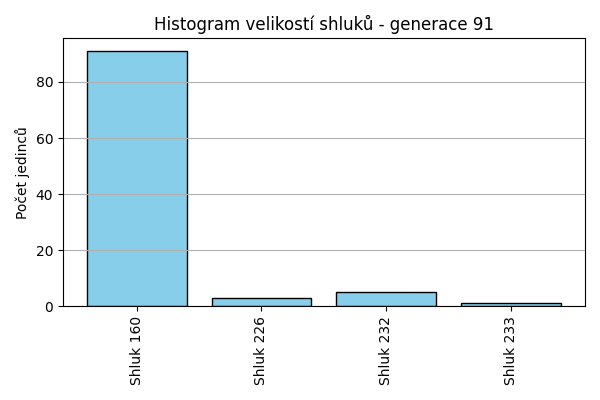 Histogram velikostí shluků - generace 91
Počet jedinců
80
60
40
20
0
Shluk 160
Shluk 226
Shluk 232
Shluk 233